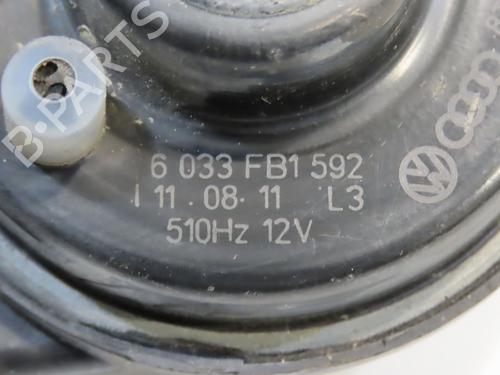 B-PARTS
6 033 FB1 592
I 11 . 08 . 11 L3
510Hz 12V